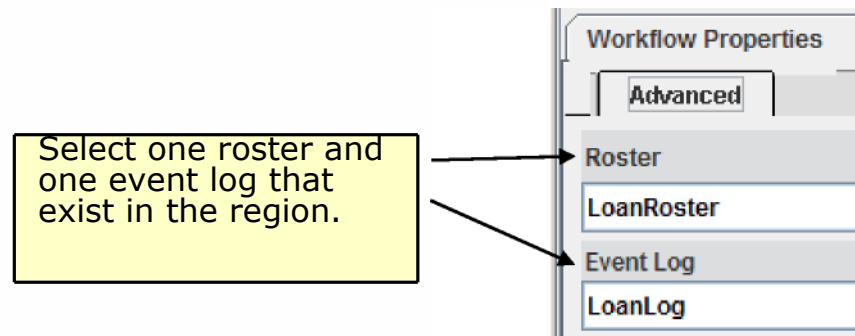 Select one roster and
one event log that
exist in the region.
Workflow Properties
Advanced
Roster
LoanRoster
Event Log
LoanLog